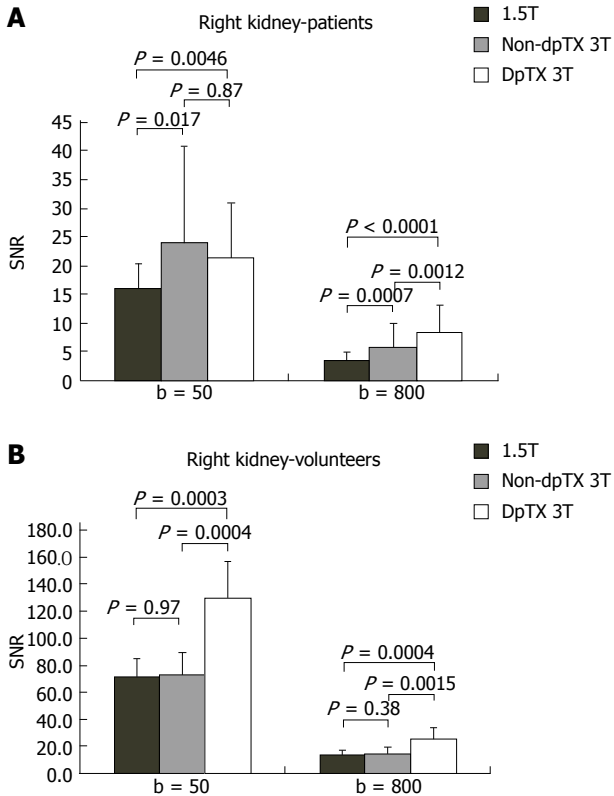 A
Right kidney-patients
1.5T
Non-dpTX 3T
DpTX 3T
P = 0.0046
P = 0.87
P = 0.017
P < 0.0001
P = 0.0012
P = 0.0007
SNR
45
40
35
30
25
20
15
10
5
0
b = 50
b = 800
B
Right kidney-volunteers
1.5T
Non-dpTX 3T
DpTX 3T
P = 0.0003
P = 0.0004
P = 0.97
P = 0.0004
P = 0.0015
P = 0.38
SNR
180.0
160.0
140.0
120.0
100.0
80.0
60.0
40.0
20.0
0.0
b = 50
b = 800